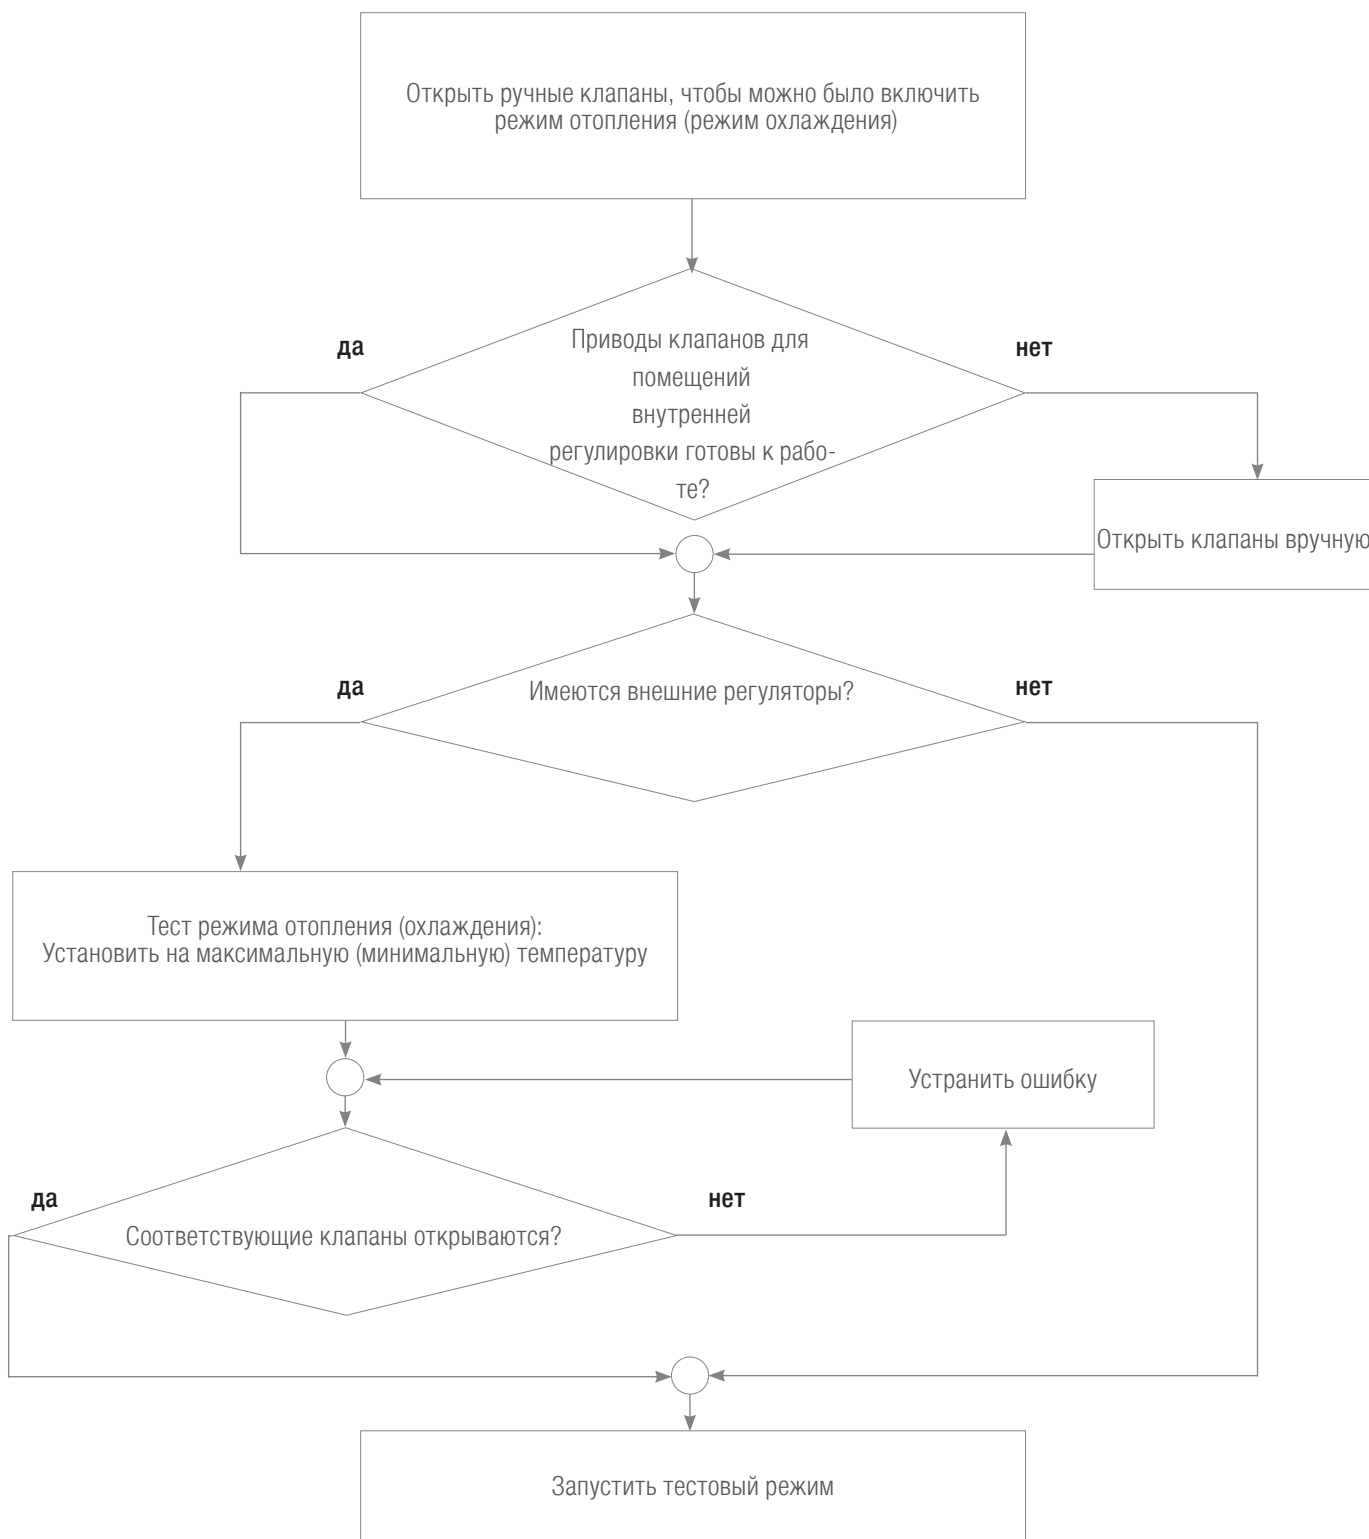 Открыть ручные клапаны, чтобы можно было включить
режим отопления (режим охлаждения)
да
нет
Приводы клапанов для
помещений
внутренней
регулировки готовы к рабо-
те?
Открыть клапаны вручную
да
Имеются внешние регуляторы?
нет
Тест режима отопления (охлаждения):
Установить на максимальную (минимальную) температуру
Устранить ошибку
да
нет
Соответствующие клапаны открываются?
Запустить тестовый режим